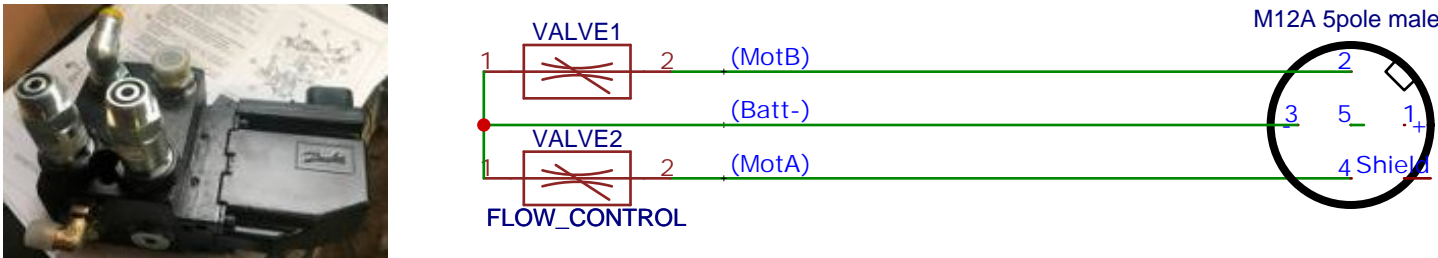 M12A 5pole male
VALVE1
1 2 (MotB) 2
(Batt-) 3 5 1
- +
VALVE2
1 2 (MotA) 4 Shield
FLOW_CONTROL